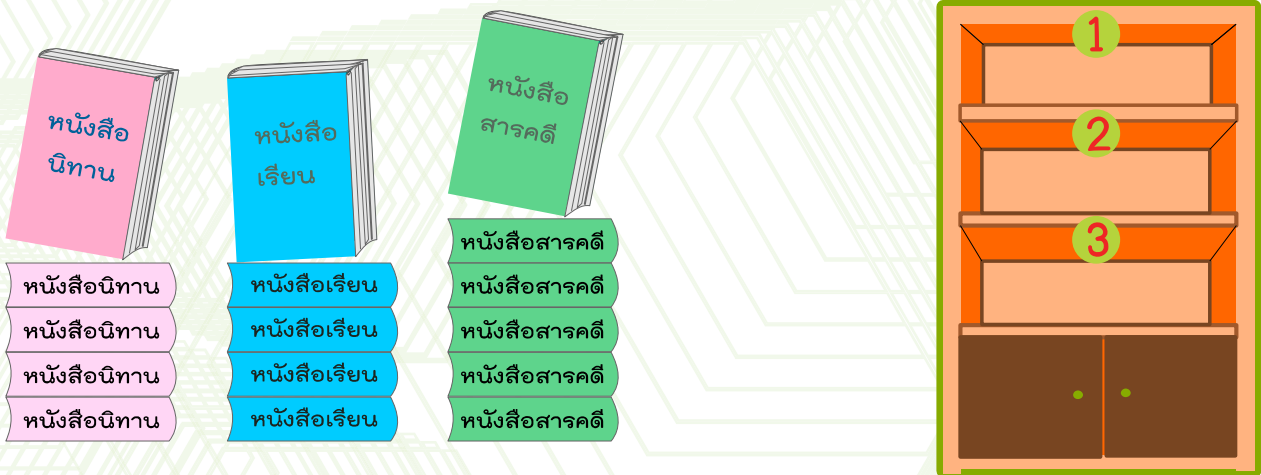 หนังสือ
นิทาน
หนังสือ
เรียน
หนังสือ
สารคดี
หนังสือนิทาน
หนังสือนิทาน
หนังสือนิทาน
หนังสือนิทาน
หนังสือเรียน
หนังสือเรียน
หนังสือเรียน
หนังสือเรียน
หนังสือสารคดี
หนังสือสารคดี
หนังสือสารคดี
หนังสือสารคดี
หนังสือสารคดี
1
2
3